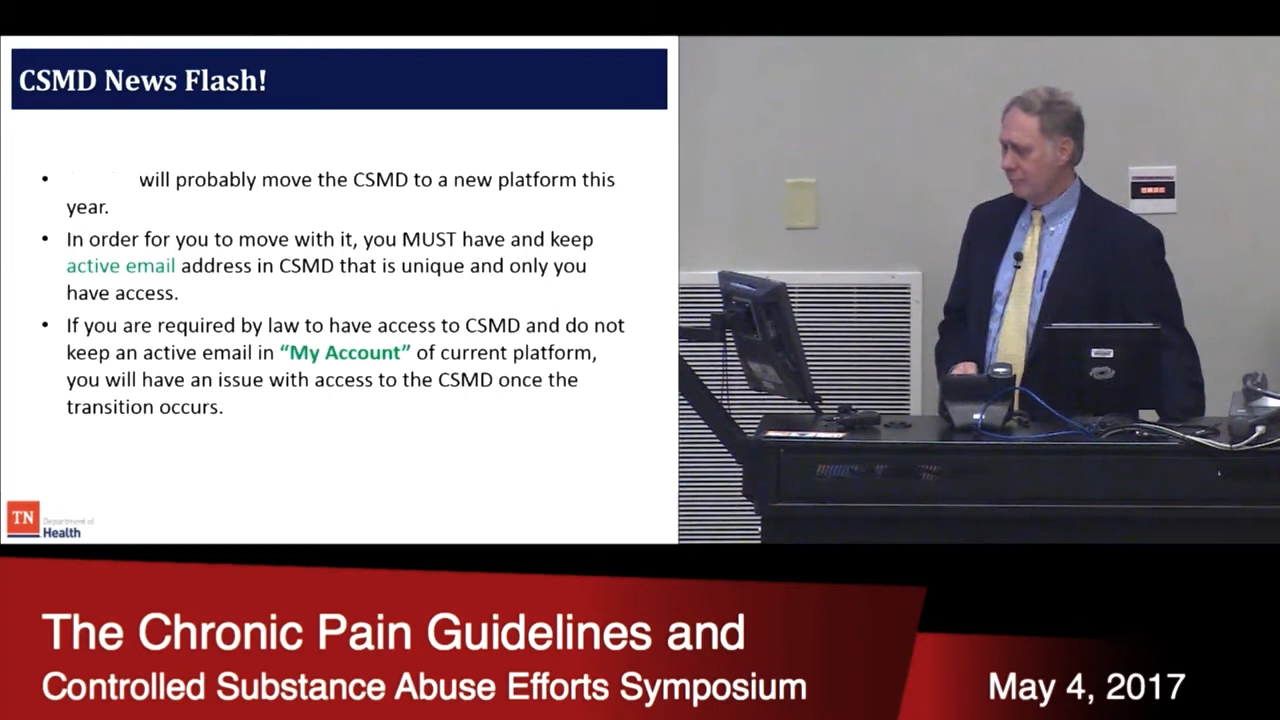 CSMD News Flash!
• will probably move the CSMD to a new platform this
year.
• In order for you to move with it, you MUST have and keep
active email address in CSMD that is unique and only you
have access.
• If you are required by law to have access to CSMD and do not
keep an active email in “My Account” of current platform,
you will have an issue with access to the CSMD once the
transition occurs.
TN
Department of
Health
The Chronic Pain Guidelines and
Controlled Substance Abuse Efforts Symposium
May 4, 2017